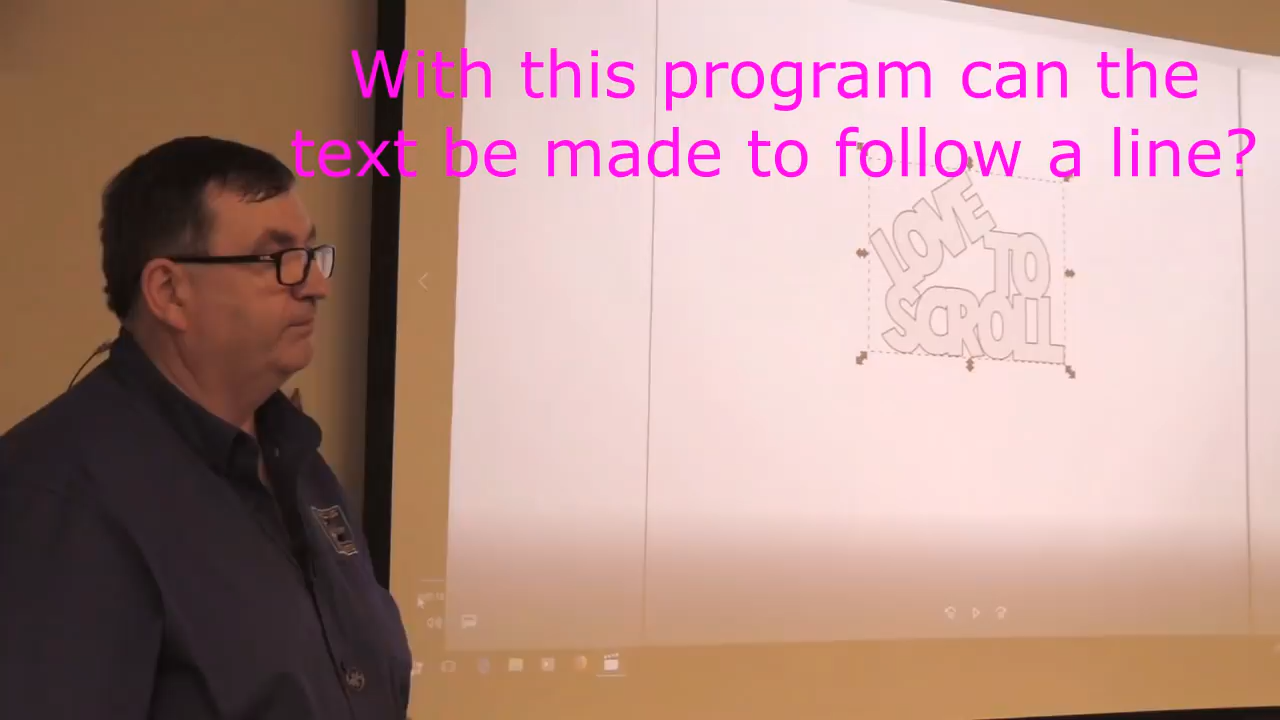 With this program can the
text be made to follow a line?
LOVE
TO
SCROLL